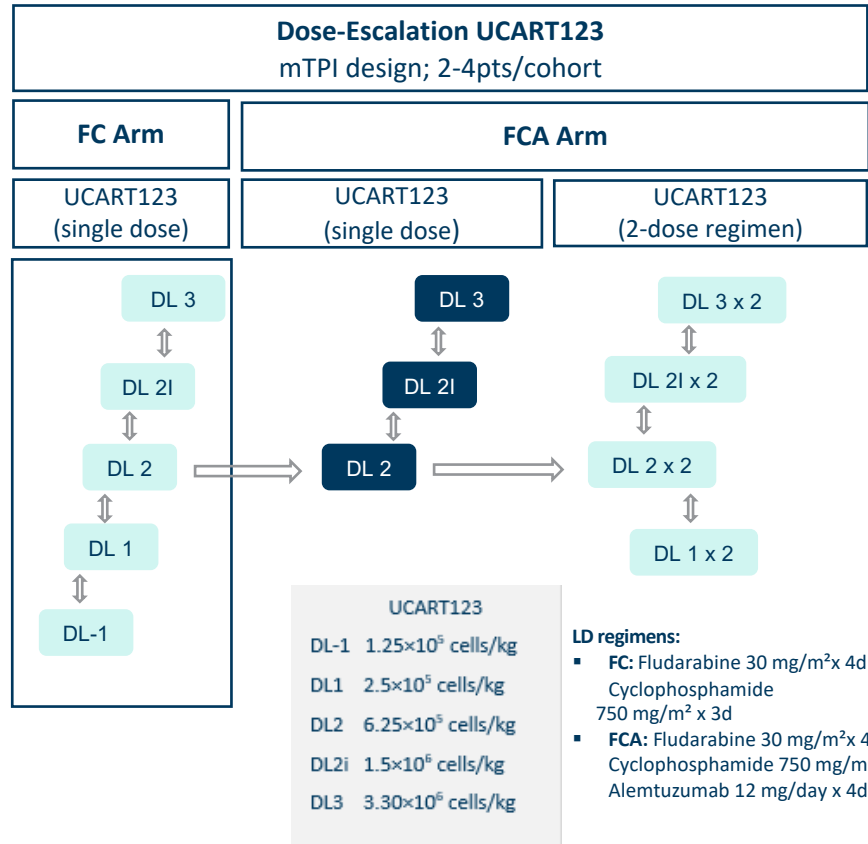 Dose-Escalation UCART123
mTPI design; 2-4pts/cohort
FC Arm
FCA Arm
UCART123
(single dose)
UCART123
(single dose)
UCART123
(2-dose regimen)
DL 3
DL 2I
DL 2
DL 1
DL-1
DL 3
DL 2I
DL 2
DL 3 x 2
DL 2I x 2
DL 2 x 2
DL 1 x 2
UCART123
DL-1 1.25×10⁵ cells/kg
DL1 2.5×10⁵ cells/kg
DL2 6.25×10⁵ cells/kg
DL2i 1.5×10⁶ cells/kg
DL3 3.30×10⁶ cells/kg
LD regimens:
▪ FC: Fludarabine 30 mg/m²x 4d
Cyclophosphamide
750 mg/m² x 3d
▪ FCA: Fludarabine 30 mg/m²x 4
Cyclophosphamide 750 mg/m
Alemtuzumab 12 mg/day x 4d